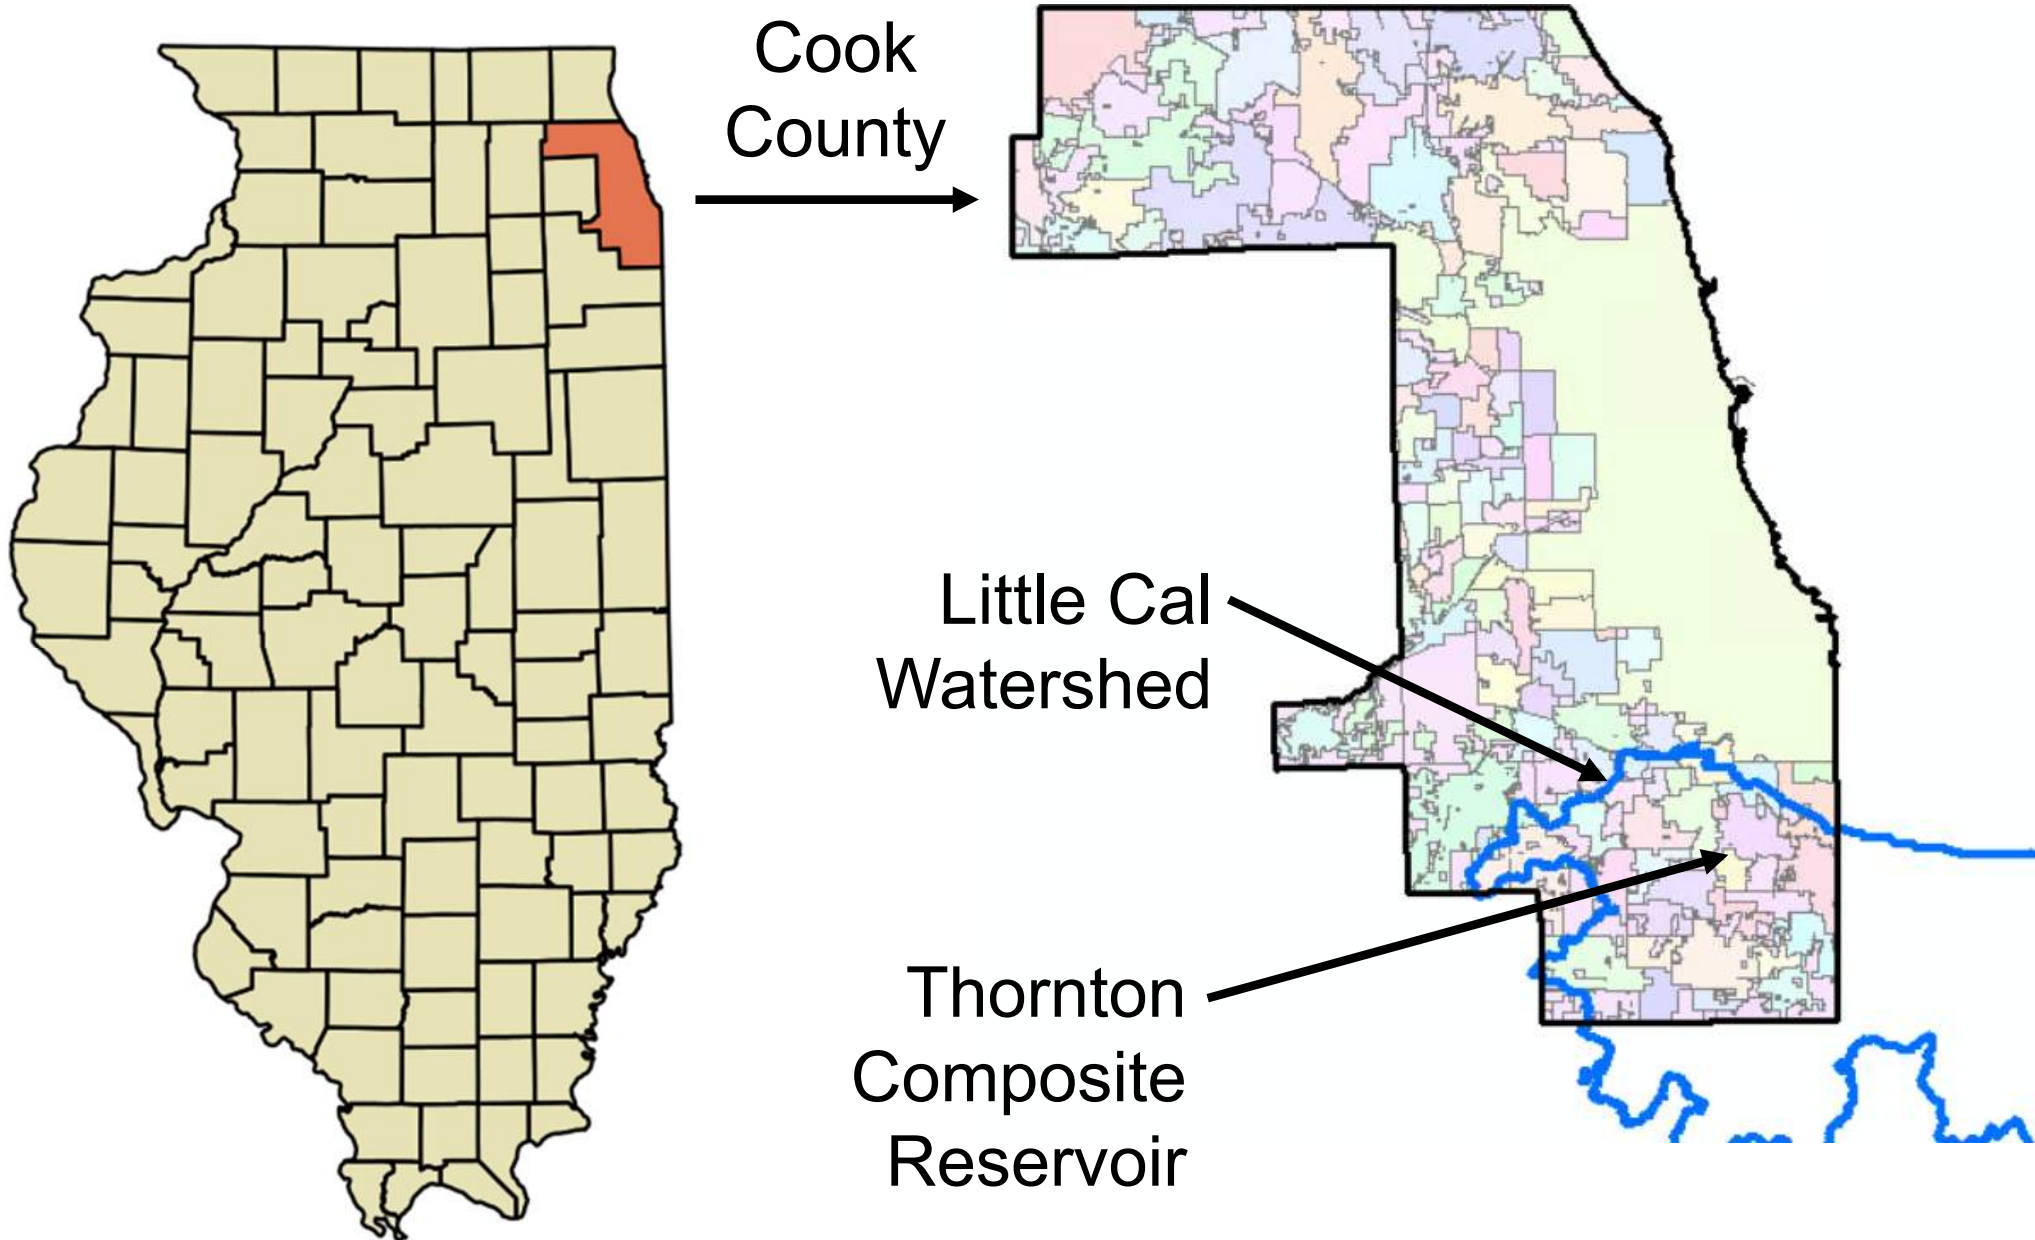 Cook
County
Little Cal
Watershed
Thornton
Composite
Reservoir